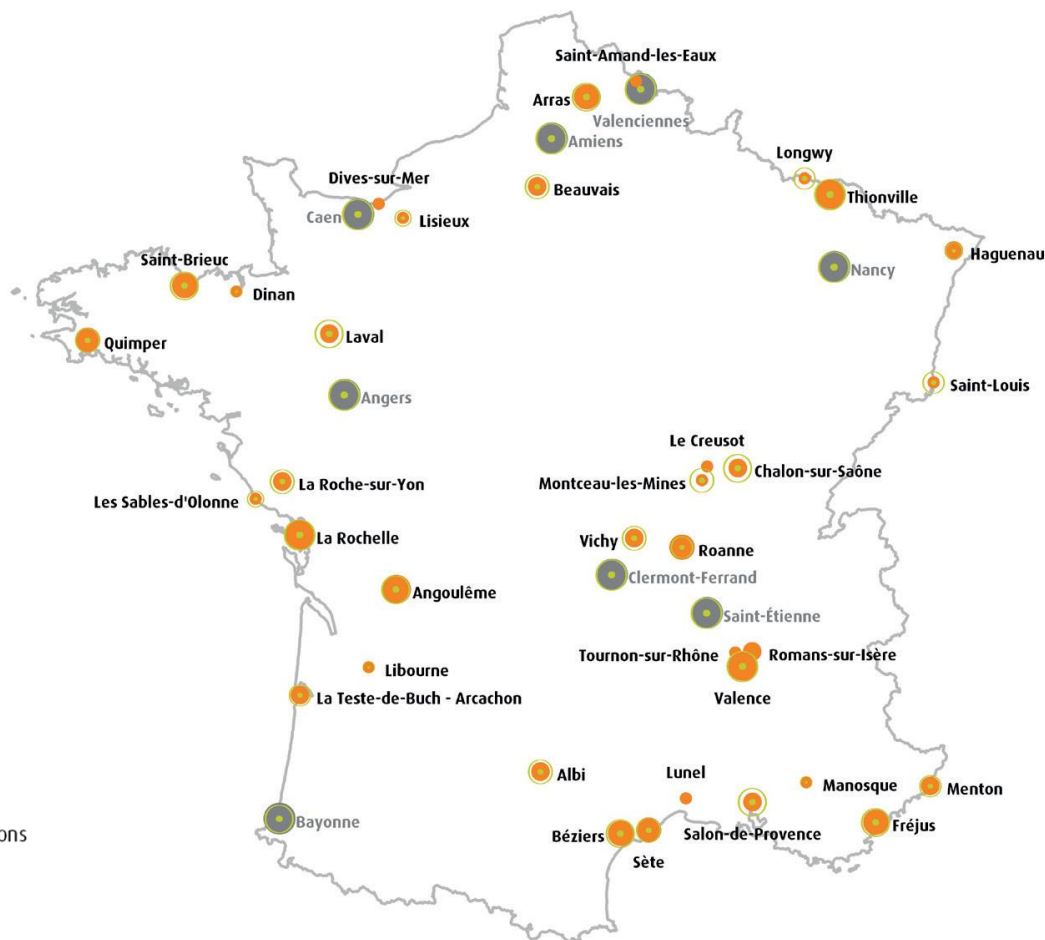 Saint-Amand-les-Eaux
Arras
Valenciennes
Amiens
Longwy
Dives-sur-Mer
Beauvais
Thionville
Caen
Lisieux
Haguenau
Saint-Brieuc
Nancy
Dinan
Laval
Quimper
Saint-Louis
Angers
Le Creusot
Chalon-sur-Saône
La Roche-sur-Yon
Montceau-les-Mines
Les Sables-d'Olonne
La Rochelle
Vichy
Roanne
Clermont-Ferrand
Angoulême
Saint-Étienne
Tournon-sur-Rhône
Romans-sur-Isère
Libourne
La Teste-de-Buch - Arcachon
Valence
Albi
Lunel
Manosque
Menton
Bayonne
Fréjus
ons
Béziers
Salon-de-Provence
Sète